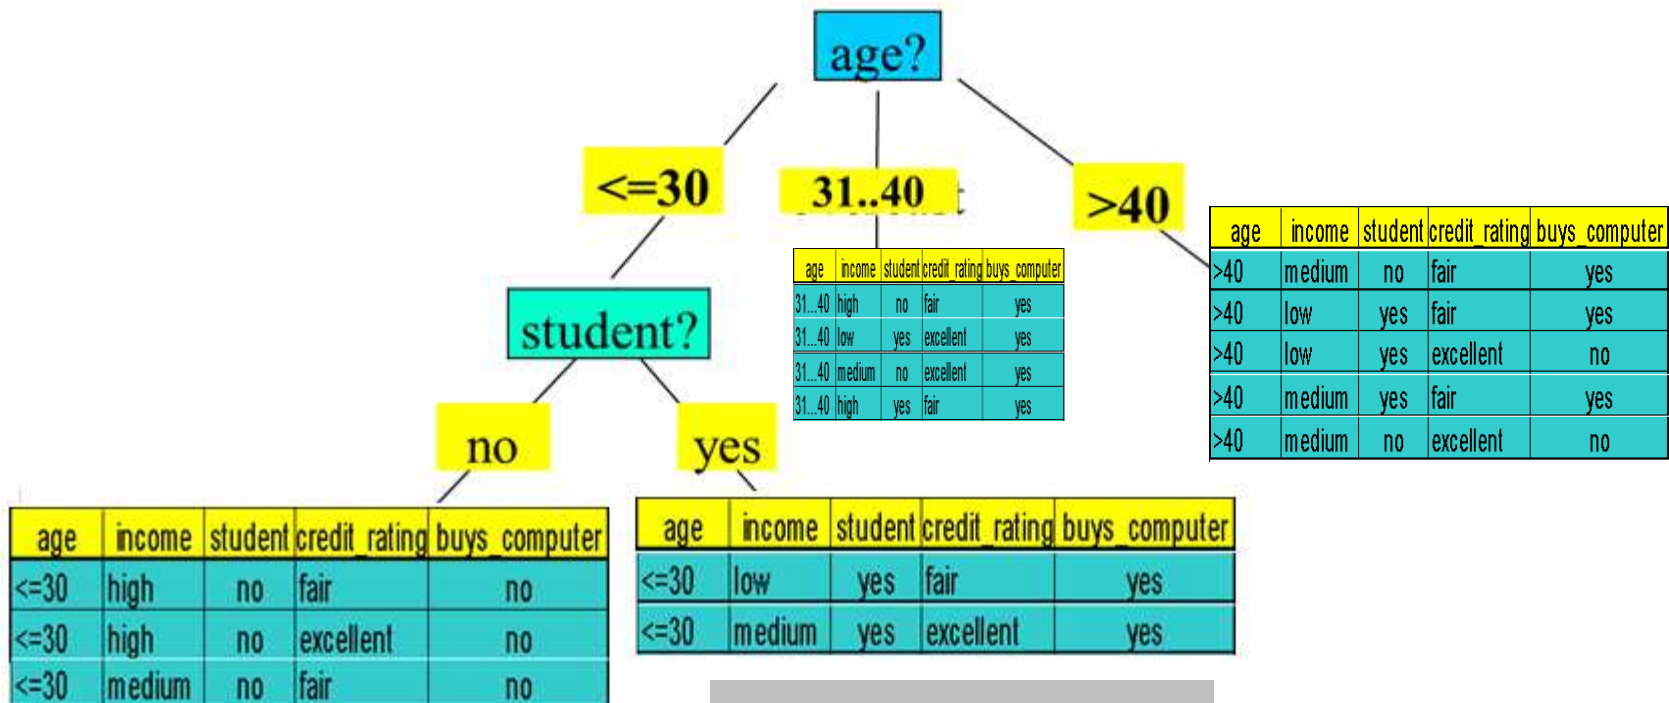 age?
<=30
31..40
>40
student?
no
yes
age income student credit_rating buys_computer
31...40 high no fair yes
31...40 low yes excellent yes
31...40 medium no excellent yes
31...40 high yes fair yes
age income student credit_rating buys_computer
>40 medium no fair yes
>40 low yes fair yes
>40 low yes excellent no
>40 medium yes fair yes
>40 medium no excellent no
age income student credit_rating buys_computer
<=30 high no fair no
<=30 high no excellent no
<=30 medium no fair no
age income student credit_rating buys_computer
<=30 low yes fair yes
<=30 medium yes excellent yes